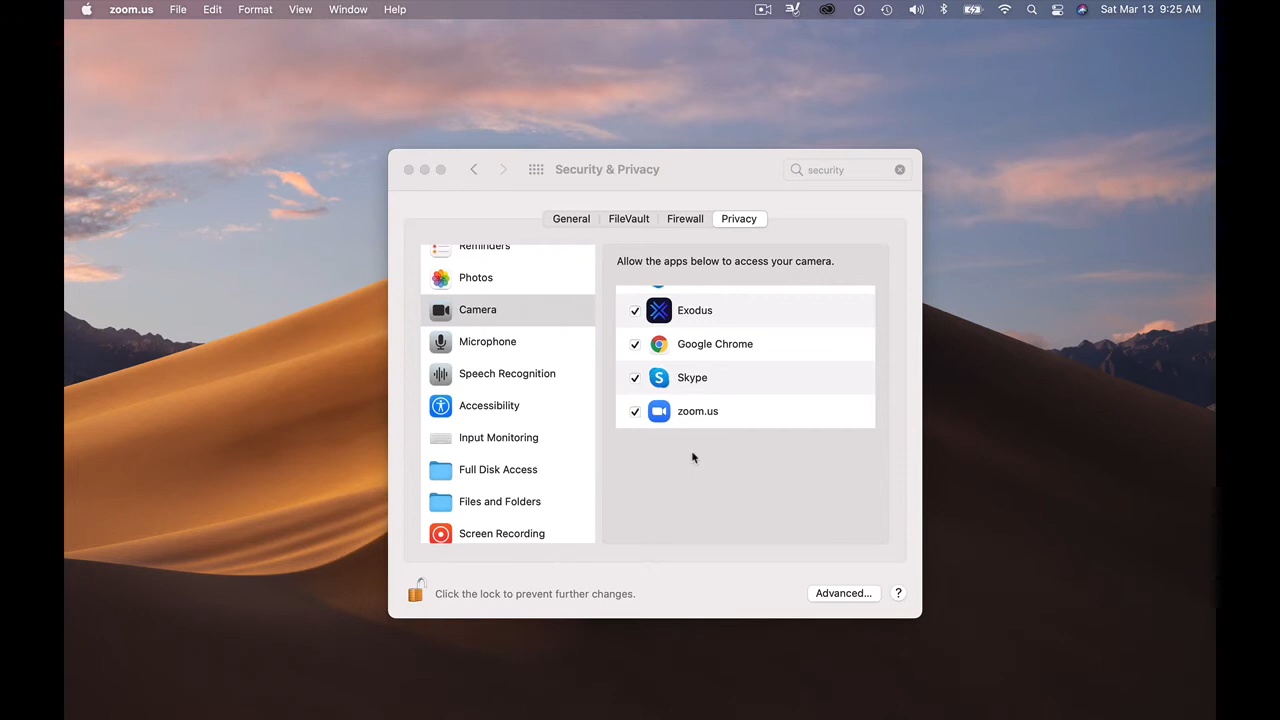 zoom.us File Edit Format View Window Help Sat Mar 13 9:25 AM
Security & Privacy
security
General FileVault Firewall Privacy
Reminders
Photos
Camera
Microphone
Speech Recognition
Accessibility
Input Monitoring
Full Disk Access
Files and Folders
Screen Recording
Allow the apps below to access your camera.
Exodus
Google Chrome
Skype
zoom.us
Click the lock to prevent further changes.
Advanced... ?